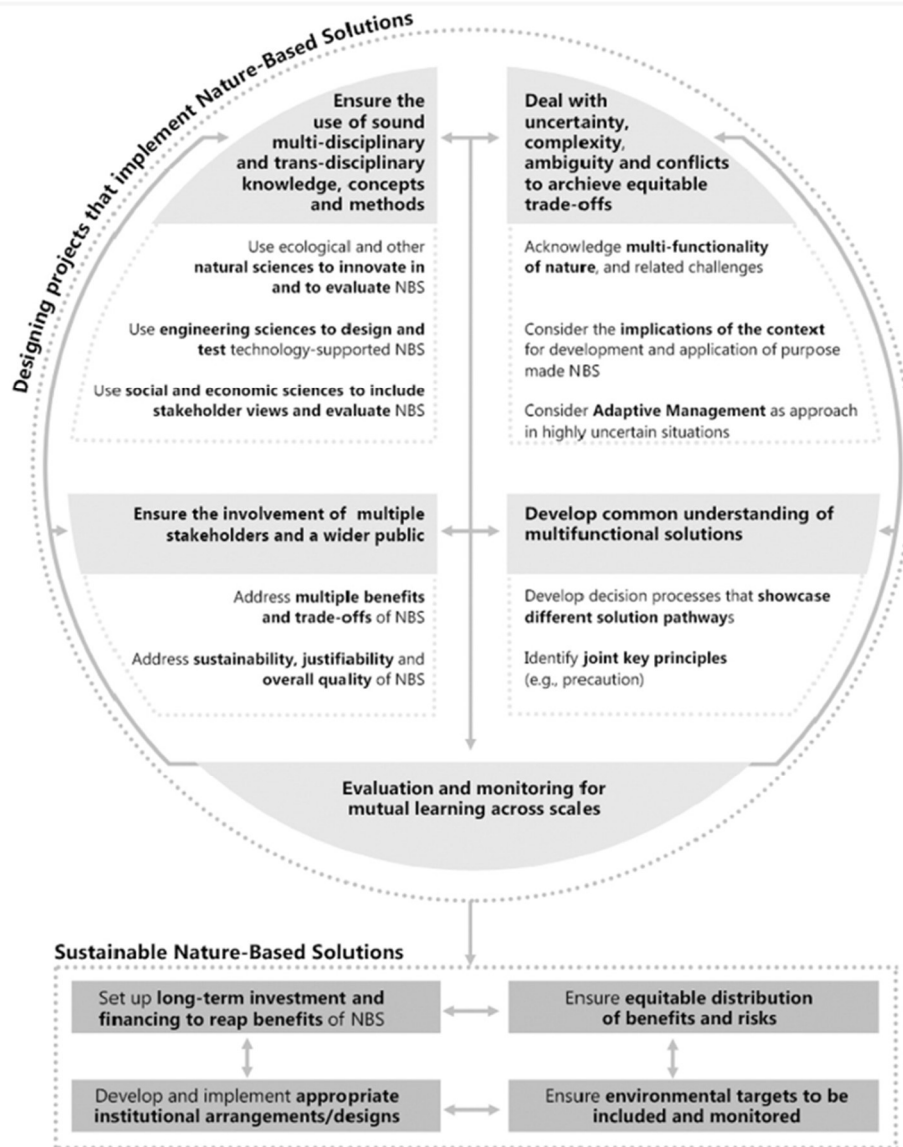 Designing projects that implement Nature-Based Solutions
Ensure the
use of sound
multi-disciplinary
and trans-disciplinary
knowledge, concepts
and methods
Use ecological and other
natural sciences to innovate in
and to evaluate NBS
Use engineering sciences to design and
test technology-supported NBS
Use social and economic sciences to include
stakeholder views and evaluate NBS
Deal with
uncertainty,
complexity,
ambiguity and conflicts
to archieve equitable
trade-offs
Acknowledge multi-functionality
of nature, and related challenges
Consider the implications of the context
for development and application of purpose
made NBS
Consider Adaptive Management as approach
in highly uncertain situations
Ensure the involvement of multiple
stakeholders and a wider public
Address multiple benefits
and trade-offs of NBS
Address sustainability, justifiability and
overall quality of NBS
Develop common understanding of
multifunctional solutions
Develop decision processes that showcase
different solution pathways
Identify joint key principles
(e.g., precaution)
Evaluation and monitoring for
mutual learning across scales
Sustainable Nature-Based Solutions
Set up long-term investment and
financing to reap benefits of NBS
Ensure equitable distribution
of benefits and risks
Develop and implement appropriate
institutional arrangements/designs
Ensure environmental targets to be
included and monitored